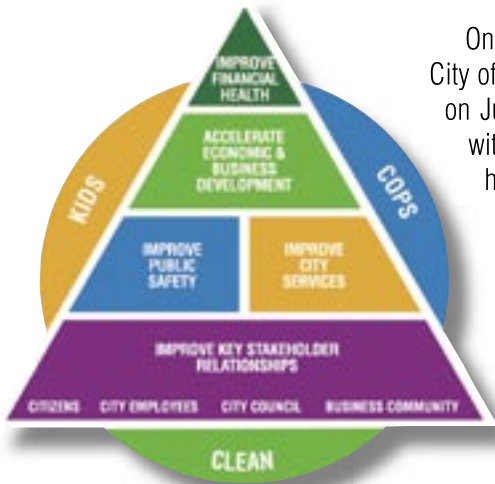 IMPROVE
FINANCIAL
HEALTH
ACCELERATE
ECONOMIC &
BUSINESS
DEVELOPMENT
KIDS
COPS
IMPROVE
PUBLIC
SAFETY
IMPROVE
CITY
SERVICES
IMPROVE KEY STAKEHOLDER
RELATIONSHIPS
CITIZENS CITY EMPLOYEES CITY COUNCIL BUSINESS COMMUNITY
CLEAN
On
City of
on Ju
wit
h